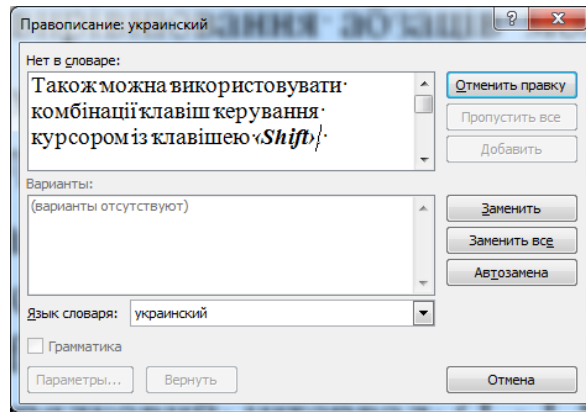 Правописание: украинский
Нет в словаре:
Також можна використовувати
комбінації клавіш керування
курсором із клавішею ‹Shift›
Отменить правку
Пропустить все
Добавить
Варианты:
(варианты отсутствуют)
Заменить
Заменить все
Автозамена
Язык словаря: украинский
Грамматика
Параметры... Вернуть Отмена